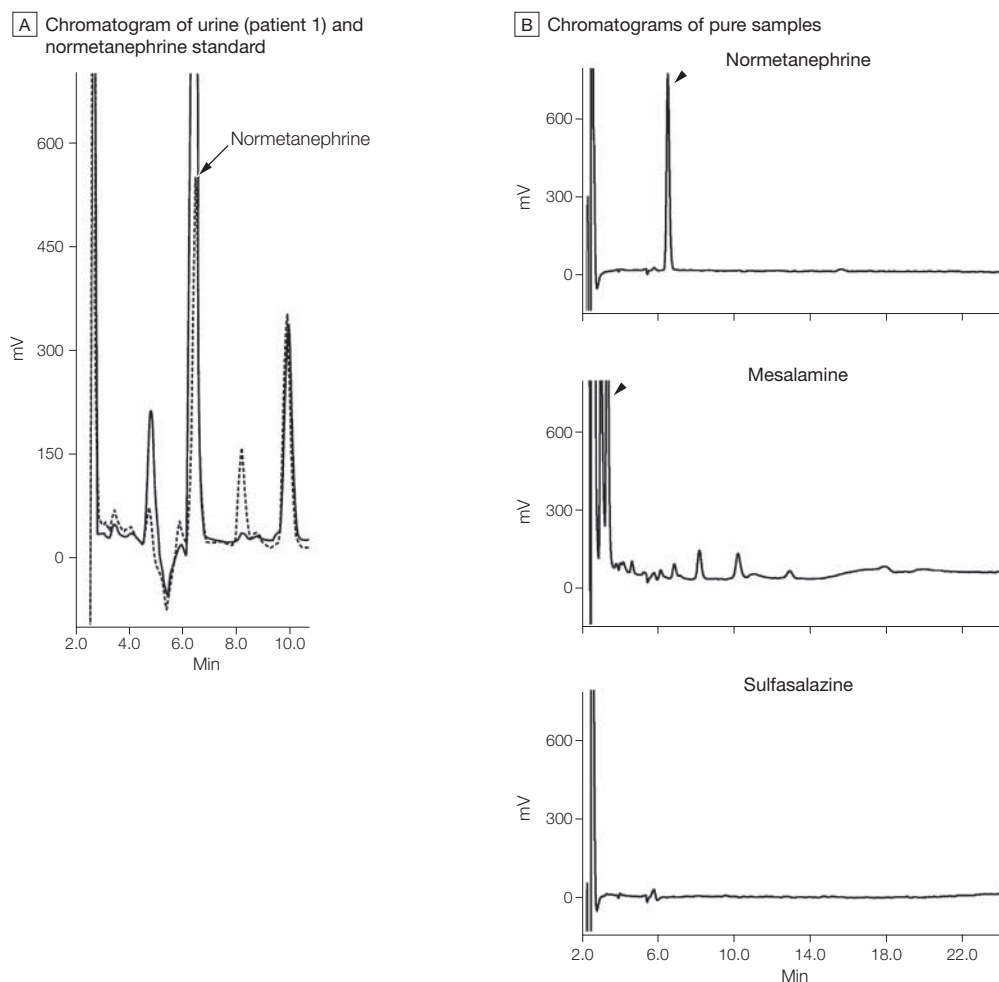 A Chromatogram of urine (patient 1) and
normetanephrine standard
600
450
300
150
0
mV
Normetanephrine
2.0 4.0 6.0 8.0 10.0
Min
B Chromatograms of pure samples
Normetanephrine
600
300
0
mV
Mesalamine
600
300
0
mV
Sulfasalazine
600
300
0
mV
2.0 6.0 10.0 14.0 18.0 22.0
Min